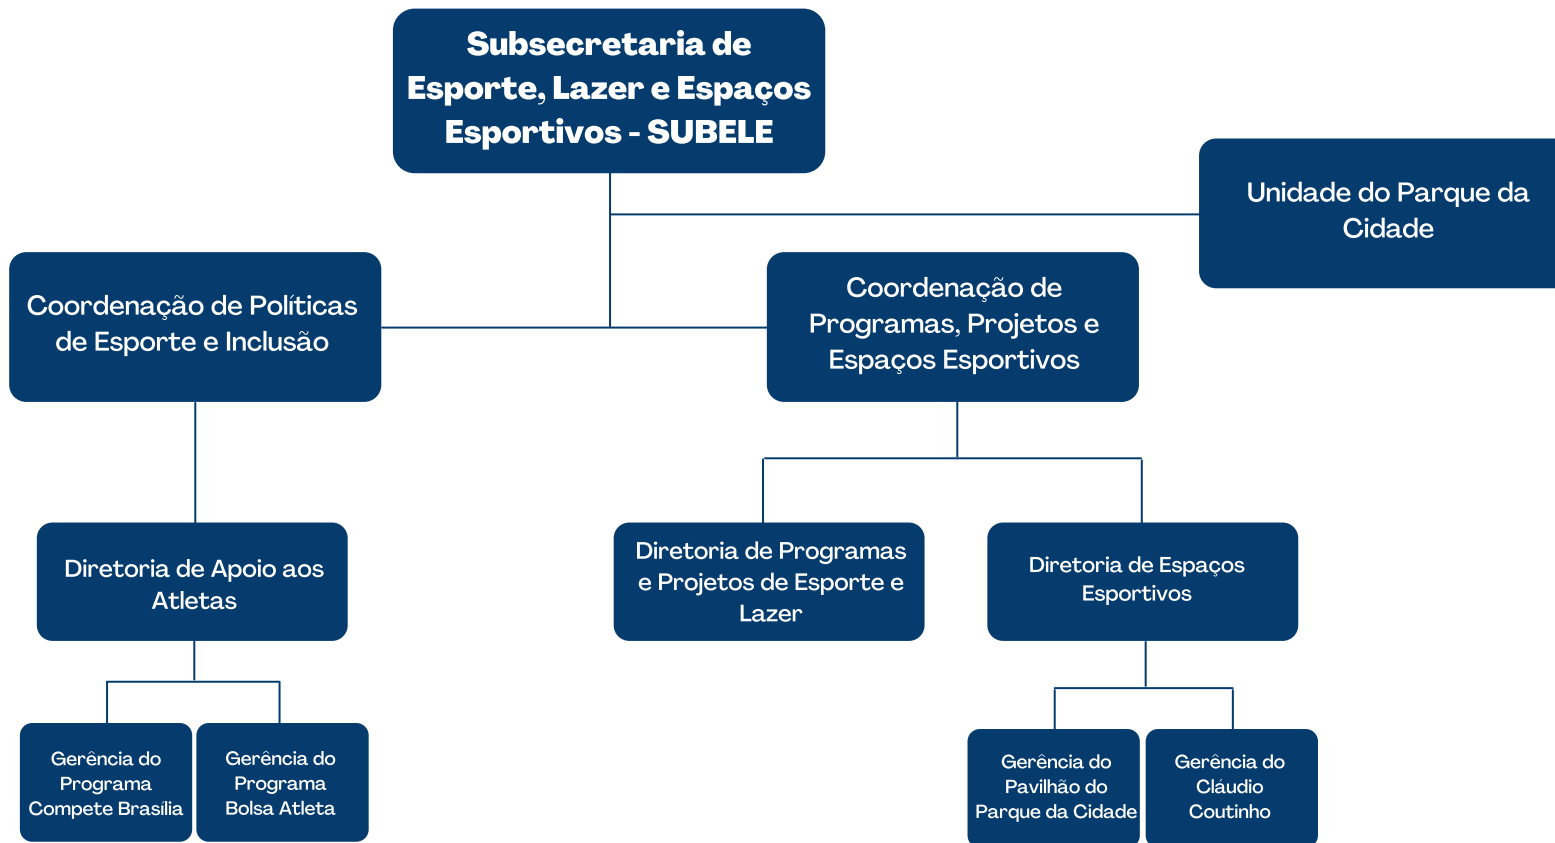 Subsecretaria de
Esporte, Lazer e Espaços
Esportivos - SUBELE
Unidade do Parque da
Cidade
Coordenação de Políticas
de Esporte e Inclusão
Coordenação de
Programas, Projetos e
Espaços Esportivos
Diretoria de Apoio aos
Atletas
Diretoria de Programas
e Projetos de Esporte e
Lazer
Diretoria de Espaços
Esportivos
Gerência do
Programa
Compete Brasília
Gerência do
Programa
Bolsa Atleta
Gerência do
Pavilhão do
Parque da Cidade
Gerência do
Cláudio
Coutinho